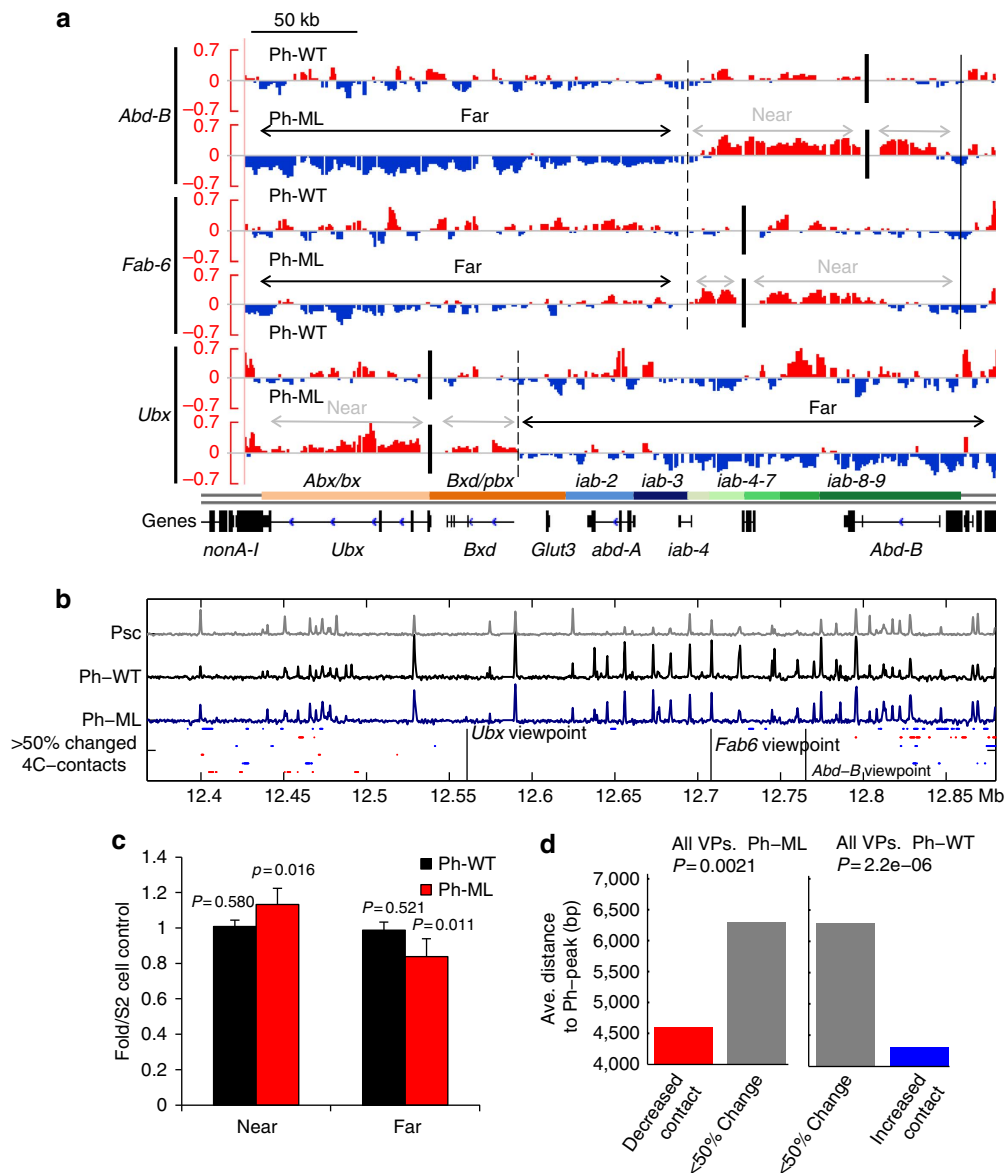 a
50 kb
Abd-B
0.7
0
–0.7
Ph-WT
Ph-ML
Far
Near
0.7
0
–0.7
Fab-6
0.7
0
–0.7
Ph-WT
Ph-ML
Far
Near
0.7
0
–0.7
Ubx
0.7
0
–0.7
Ph-WT
Ph-ML
Near
Far
0.7
0
–0.7
Abx/bx
Bxd/pbx
iab-2
iab-3
iab-4-7
iab-8-9
Genes
nonA-I
Ubx
Bxd
Glut3
abd-A
iab-4
Abd-B
b
Psc
Ph–WT
Ph–ML
>50% changed
4C–contacts
Ubx viewpoint
Fab6 viewpoint
Abd–B viewpoint
12.4 12.45 12.5 12.55 12.6 12.65 12.7 12.75 12.8 12.85 Mb
c
Fold/S2 cell control
1.4
1.2
1
0.8
0.6
0.4
0.2
0
Ph-WT
Ph-ML
P=0.580
p=0.016
P=0.521
P=0.011
Near
Far
d
All VPs. Ph–ML
P=0.0021
All VPs. Ph–WT
P=2.2e–06
Ave. distance
to Ph-peak (bp)
7,000
6,500
6,000
5,500
5,000
4,500
4,000
Decreased
contact
<50% Change
<50% Change
Increased
contact